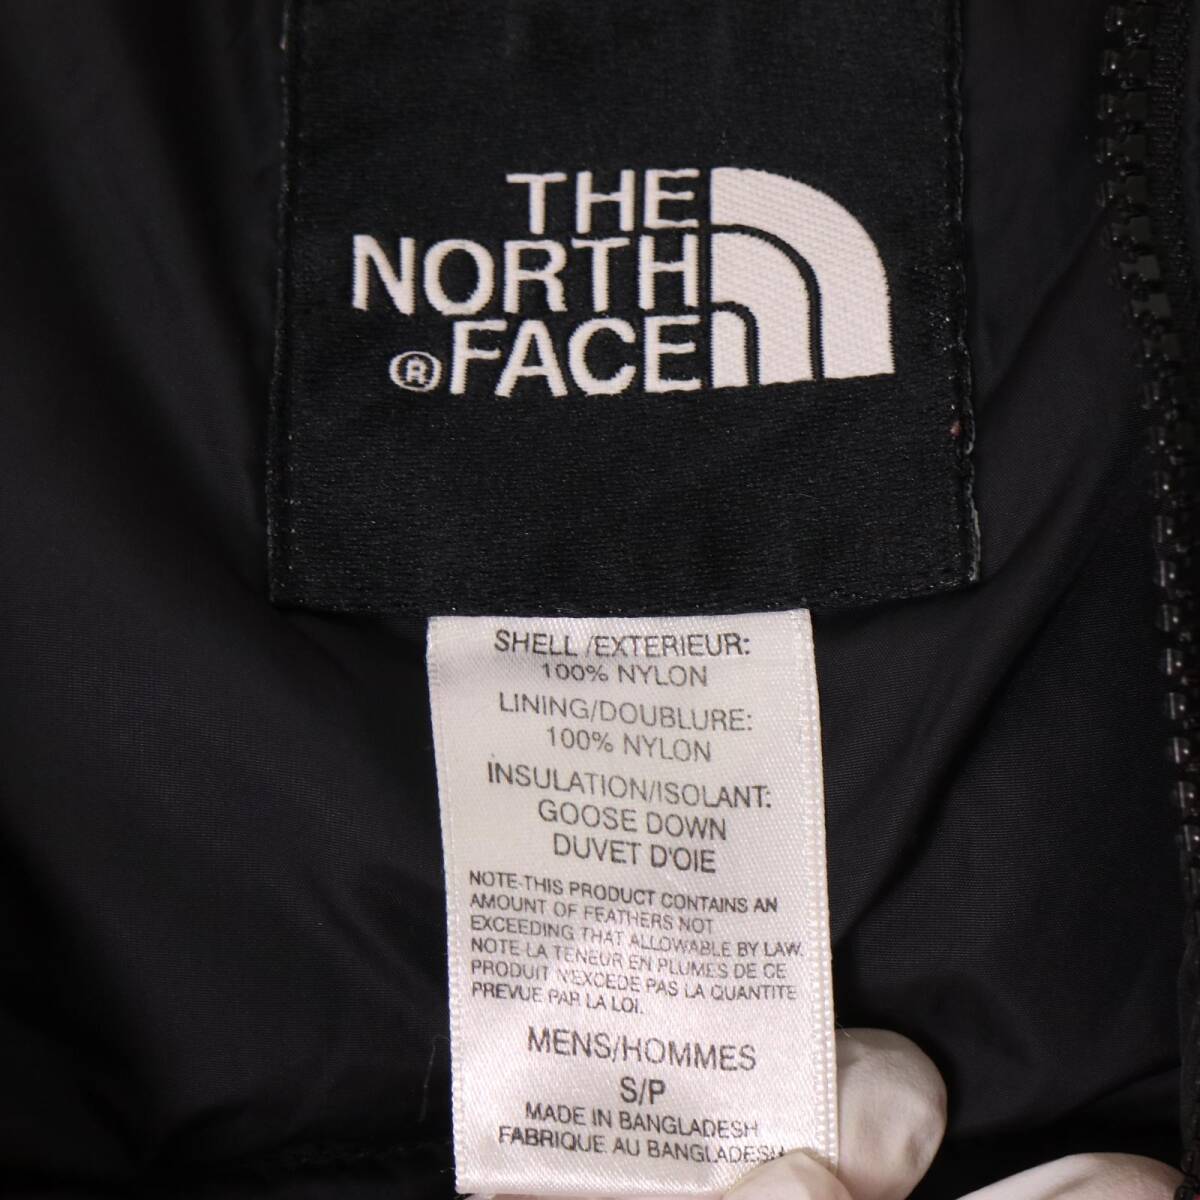 THE
NORTH
® FACE
SHELL /EXTERIEUR:
100% NYLON
LINING/DOUBLURE:
100% NYLON
INSULATION/ISOLANT:
GOOSE DOWN
DUVET D'OIE
NOTE-THIS PRODUCT CONTAINS AN
AMOUNT OF FEATHERS NOT
EXCEEDING THAT ALLOWABLE BY LAW.
NOTE LA TENEUR EN PLUMES DE CE
PRODUIT N'EXCEDE PAS LA QUANTITE
PREVUE PAR LA LOI.
MENS/HOMMES
S/P
MADE IN BANGLADESH
FABRIQUE AU BANGLADESH